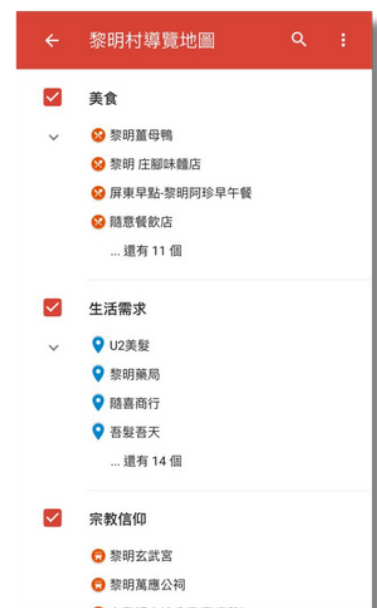 黎明村導覽地圖
美食
黎明薑母鴨
黎明 庄腳味麵店
屏東早點-黎明阿珍早午餐
隨意餐飲店
... 還有 11 個
生活需求
U2美髮
黎明藥局
隨喜商行
吾髮吾天
... 還有 14 個
宗教信仰
黎明玄武宮
黎明萬應公祠